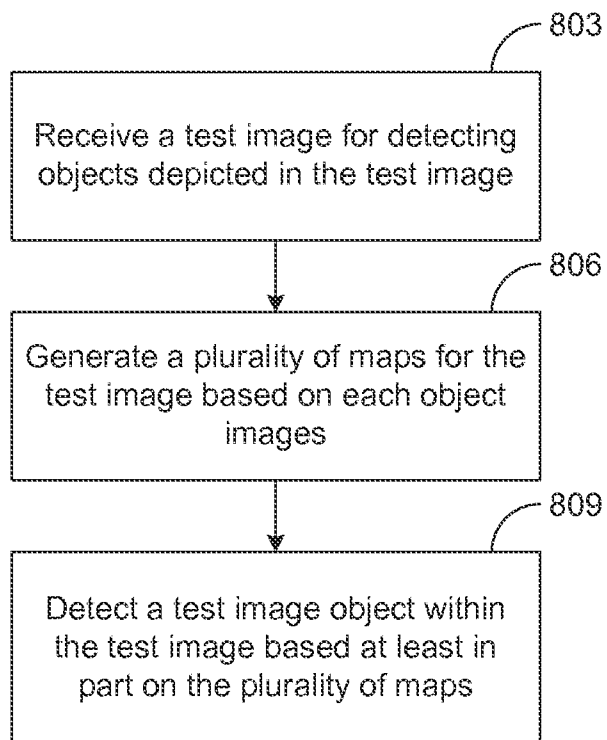 803
Receive a test image for detecting
objects depicted in the test image
806
Generate a plurality of maps for the
test image based on each object
images
809
Detect a test image object within
the test image based at least in
part on the plurality of maps